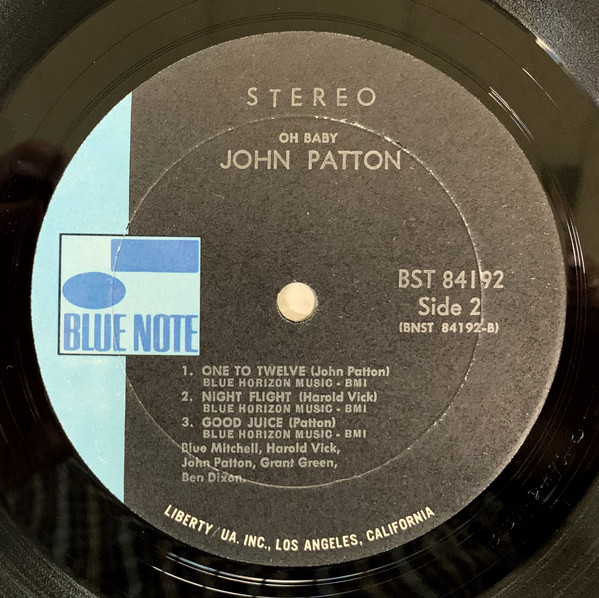 STEREO
OH BABY
JOHN PATTON
BST 84192
Side 2
(BNST 84192-B)
BLUE NOTE
1. ONE TO TWELVE (John Patton)
BLUE HORIZON MUSIC - BMI
2. NIGHT FLIGHT (Harold Vick)
BLUE HORIZON MUSIC - BMI
3. GOOD JUICE (Patton)
BLUE HORIZON MUSIC - BMI
Blue Mitchell, Harold Vick,
John Patton, Grant Green,
Ben Dixon.
LIBERTY/UA, INC., LOS ANGELES, CALIFORNIA